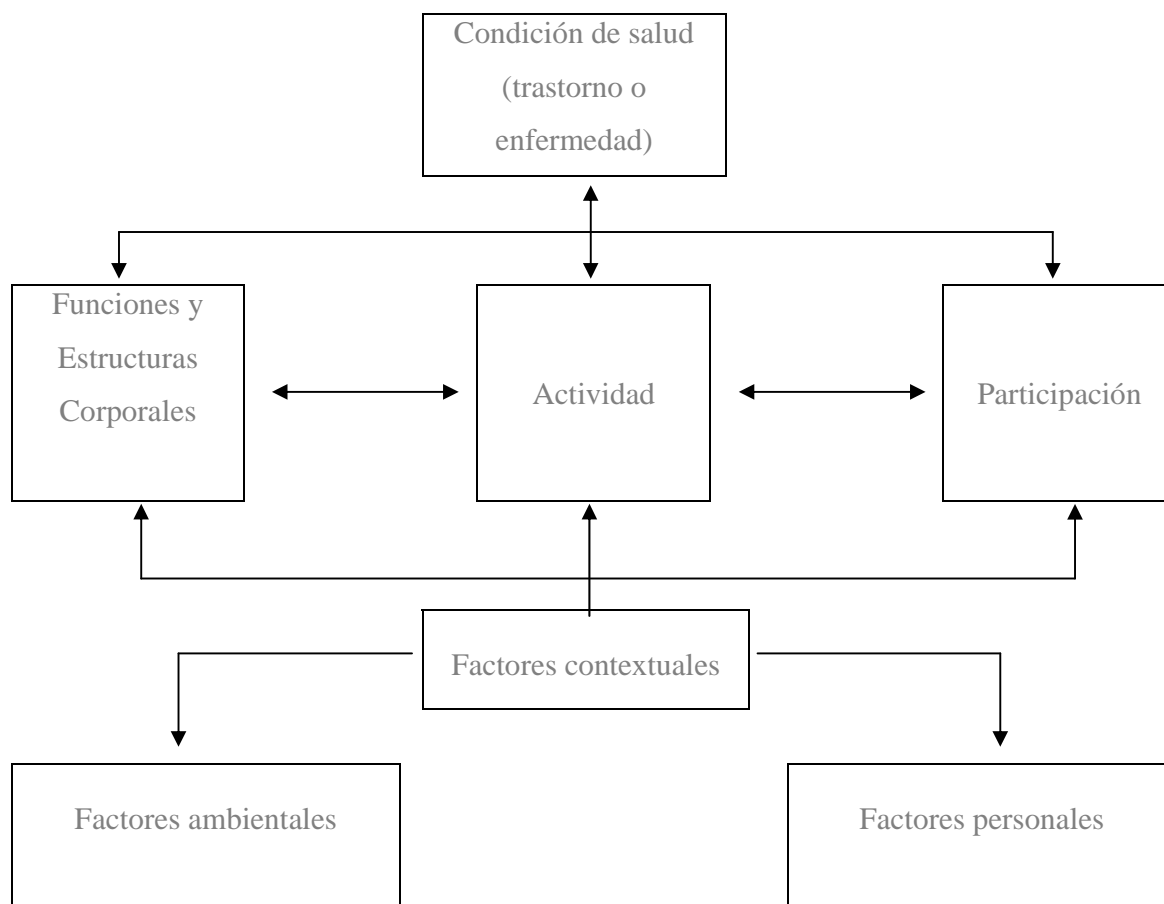 Condición de salud
(trastorno o
enfermedad)
Funciones y
Estructuras
Corporales
Actividad
Participación
Factores contextuales
Factores ambientales
Factores personales